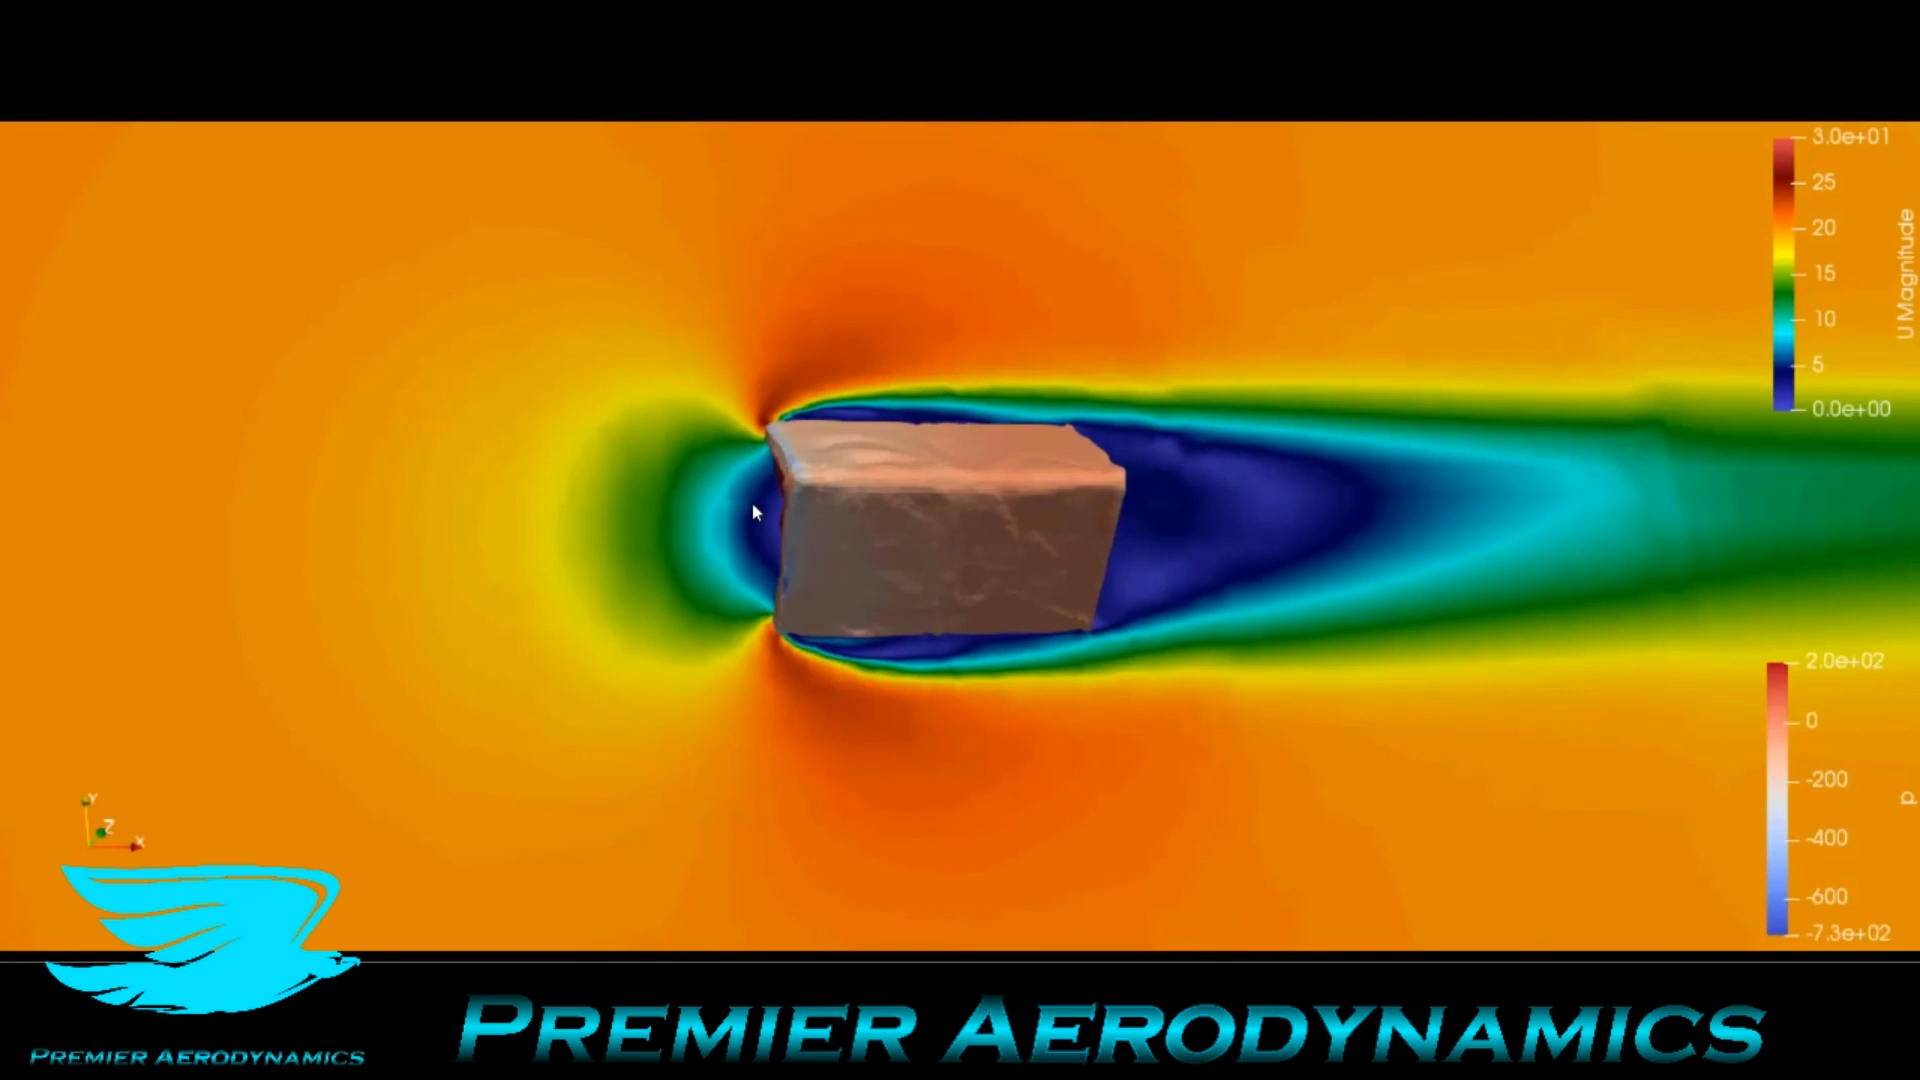 3.0e+01
25
20
15
10
5
0.0e+00
U Magnitude
2.0e+02
0
-200
-400
-600
-7.3e+02
p
Y
Z
X
PREMIER AERODYNAMICS
PREMIER AERODYNAMICS